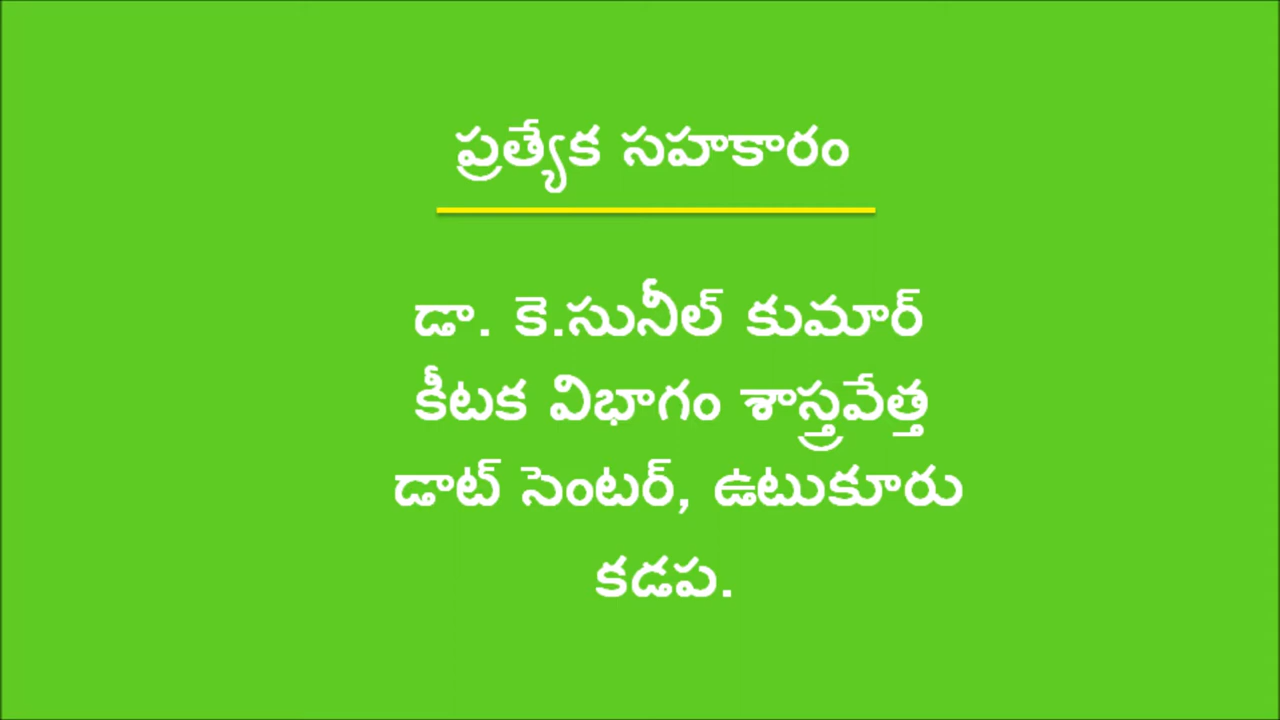 ప్రత్యేక సహకారం
డా. కె.సునీల్ కుమార్
కీటక విభాగం శాస్త్రవేత్త
డాట్ సెంటర్, ఉటుకూరు
కడప.